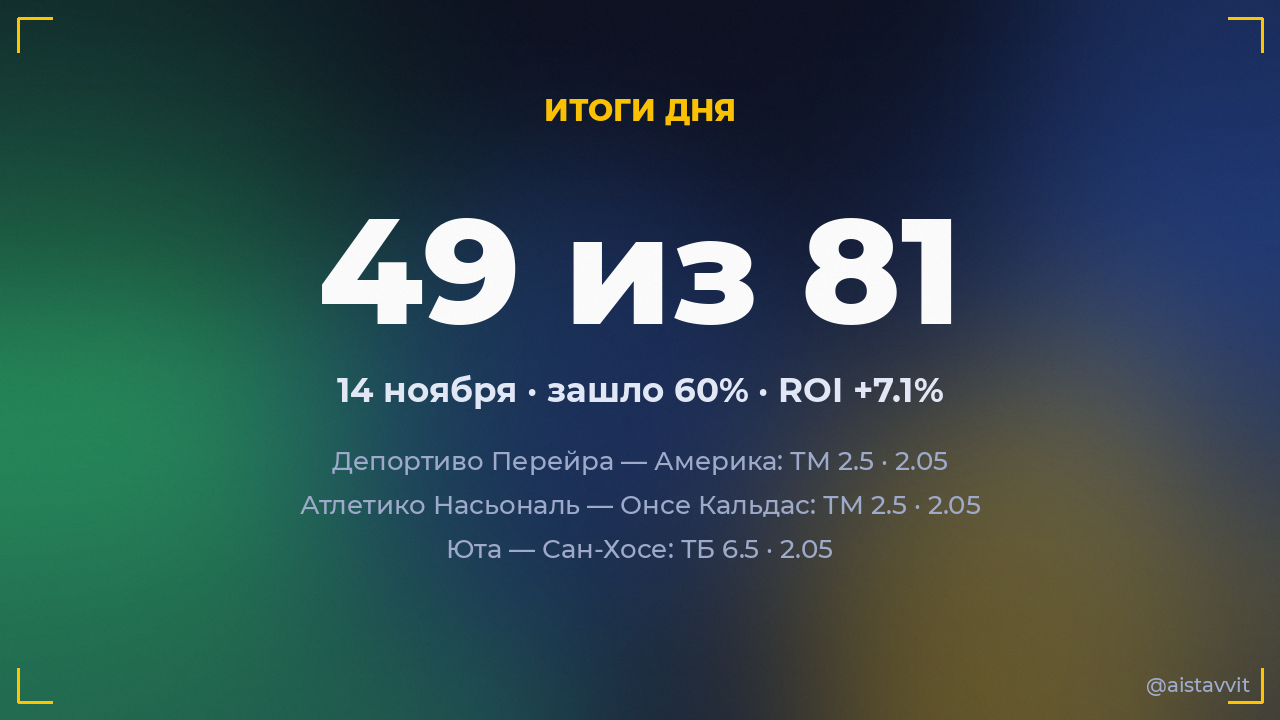 ИТОГИ ДНЯ
49 из 81
14 ноября · зашло 60% · ROI +7.1%
Депортиво Перейра — Америка: ТМ 2.5 · 2.05
Атлетико Насьональ — Онсе Кальдас: ТМ 2.5 · 2.05
Юта — Сан-Хосе: ТБ 6.5 · 2.05
@aistavvit